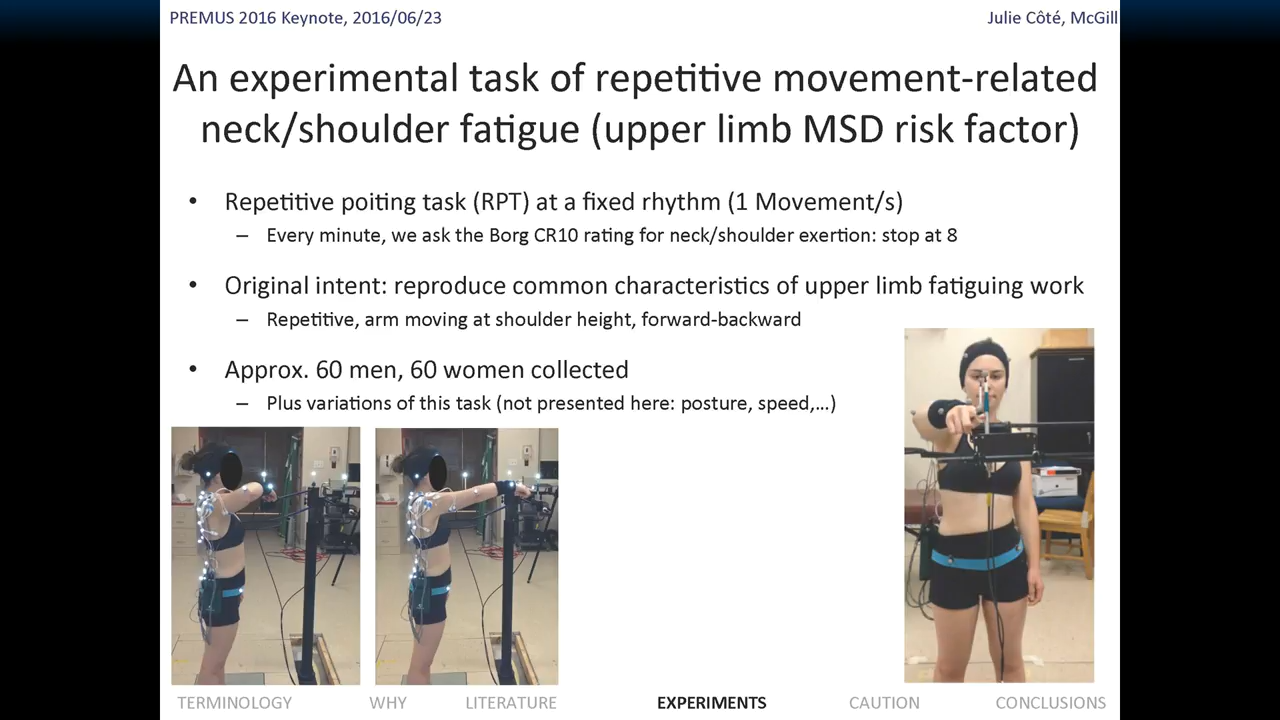 PREMUS 2016 Keynote, 2016/06/23
Julie Côté, McGill
An experimental task of repetitive movement-related
neck/shoulder fatigue (upper limb MSD risk factor)
• Repetitive poiting task (RPT) at a fixed rhythm (1 Movement/s)
– Every minute, we ask the Borg CR10 rating for neck/shoulder exertion: stop at 8
• Original intent: reproduce common characteristics of upper limb fatiguing work
– Repetitive, arm moving at shoulder height, forward-backward
• Approx. 60 men, 60 women collected
– Plus variations of this task (not presented here: posture, speed,...)
TERMINOLOGY WHY LITERATURE EXPERIMENTS CAUTION CONCLUSIONS